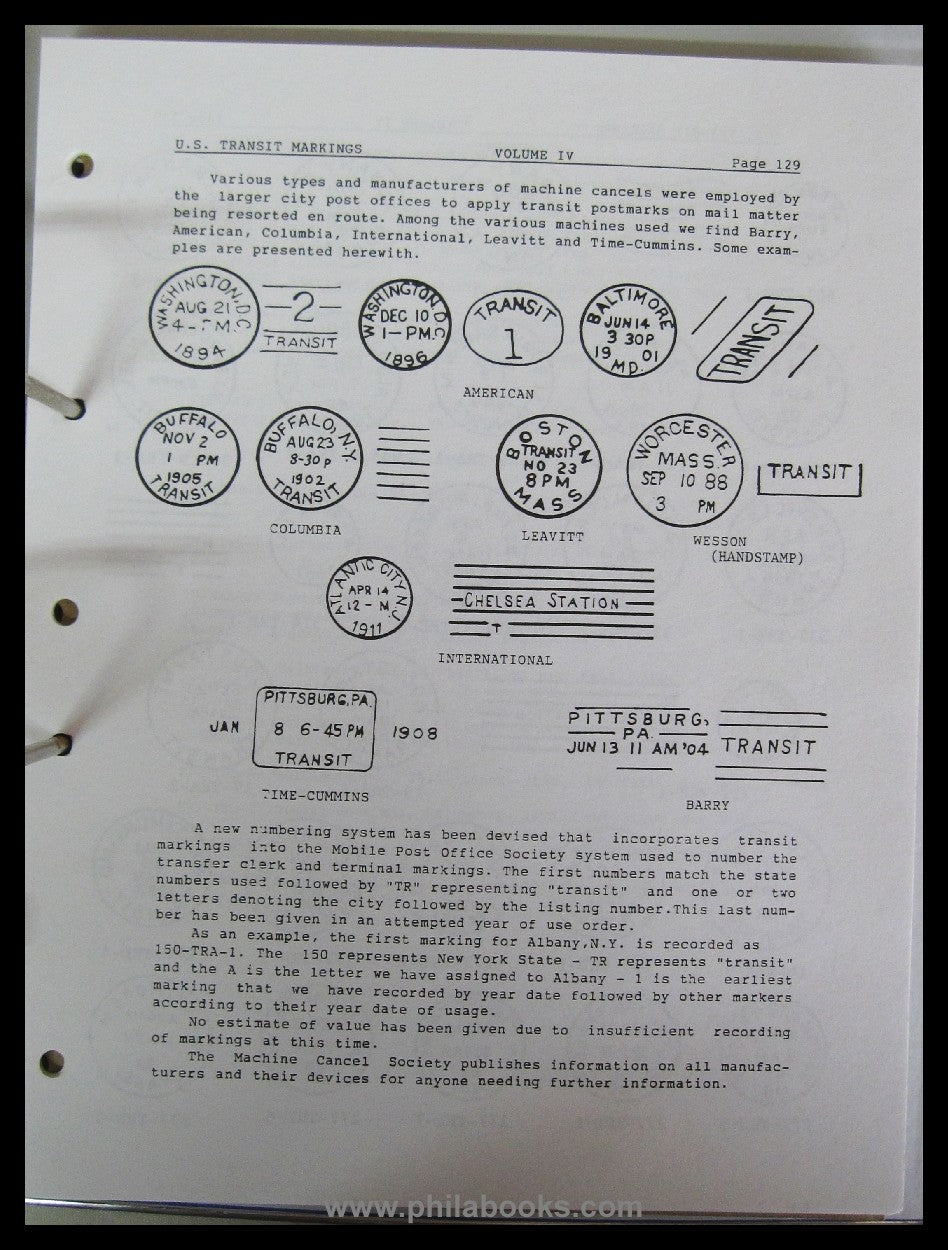 U.S. TRANSIT MARKINGS VOLUME IV Page 129
Various types and manufacturers of machine cancels were employed by
the larger city post offices to apply transit postmarks on mail matter
being resorted en route. Among the various machines used we find Barry,
American, Columbia, International, Leavitt and Time-Cummins. Some exam-
ples are presented herewith.
WASHINGTON, D.C.
AUG 21
4- M
1894
2
TRANSIT
WASHINGTON, D.C.
DEC 10
1-PM
1896
TRANSIT
1
BALTIMORE
JUN 14
3 30P
19 01
MD.
TRANSIT
AMERICAN
BUFFALO
NOV 2
1 PM
1905
TRANSIT
BUFFALO, N.Y.
AUG 23
8-30 P
1902
TRANSIT
COLUMBIA
BOSTON
TRANSIT
NO 23
8 PM
MASS
LEAVITT
WORCESTER
MASS.
SEP 10 88
3 PM
TRANSIT
WESSON
(HANDSTAMP)
ATLANTIC CITY, N.J.
APR 14
12-M
1911
CHELSEA STATION
T
INTERNATIONAL
PITTSBURG, PA.
JAN 8 6-45 PM 1908
TRANSIT
TIME-CUMMINS
PITTSBURG,
PA.
JUN 13 11 AM '04 TRANSIT
BARRY
A new numbering system has been devised that incorporates transit
markings into the Mobile Post Office Society system used to number the
transfer clerk and terminal markings. The first numbers match the state
numbers used followed by "TR" representing "transit" and one or two
letters denoting the city followed by the listing number.This last num-
ber has been given in an attempted year of use order.
As an example, the first marking for Albany,N.Y. is recorded as
150-TRA-1. The 150 represents New York State - TR represents "transit"
and the A is the letter we have assigned to Albany - 1 is the earliest
marking that we have recorded by year date followed by other markers
according to their year date of usage.
No estimate of value has been given due to insufficient recording
of markings at this time.
The Machine Cancel Society publishes information on all manufac-
turers and their devices for anyone needing further information.
www.philabooks.com